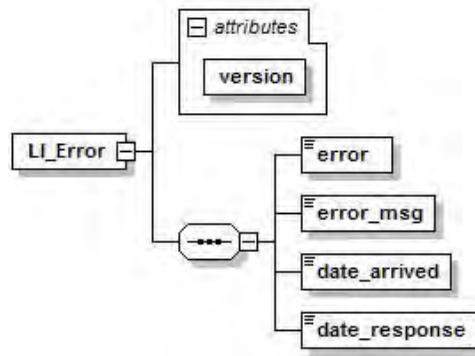 attributes
version
LI_Error
error
error_msg
date_arrived
date_response